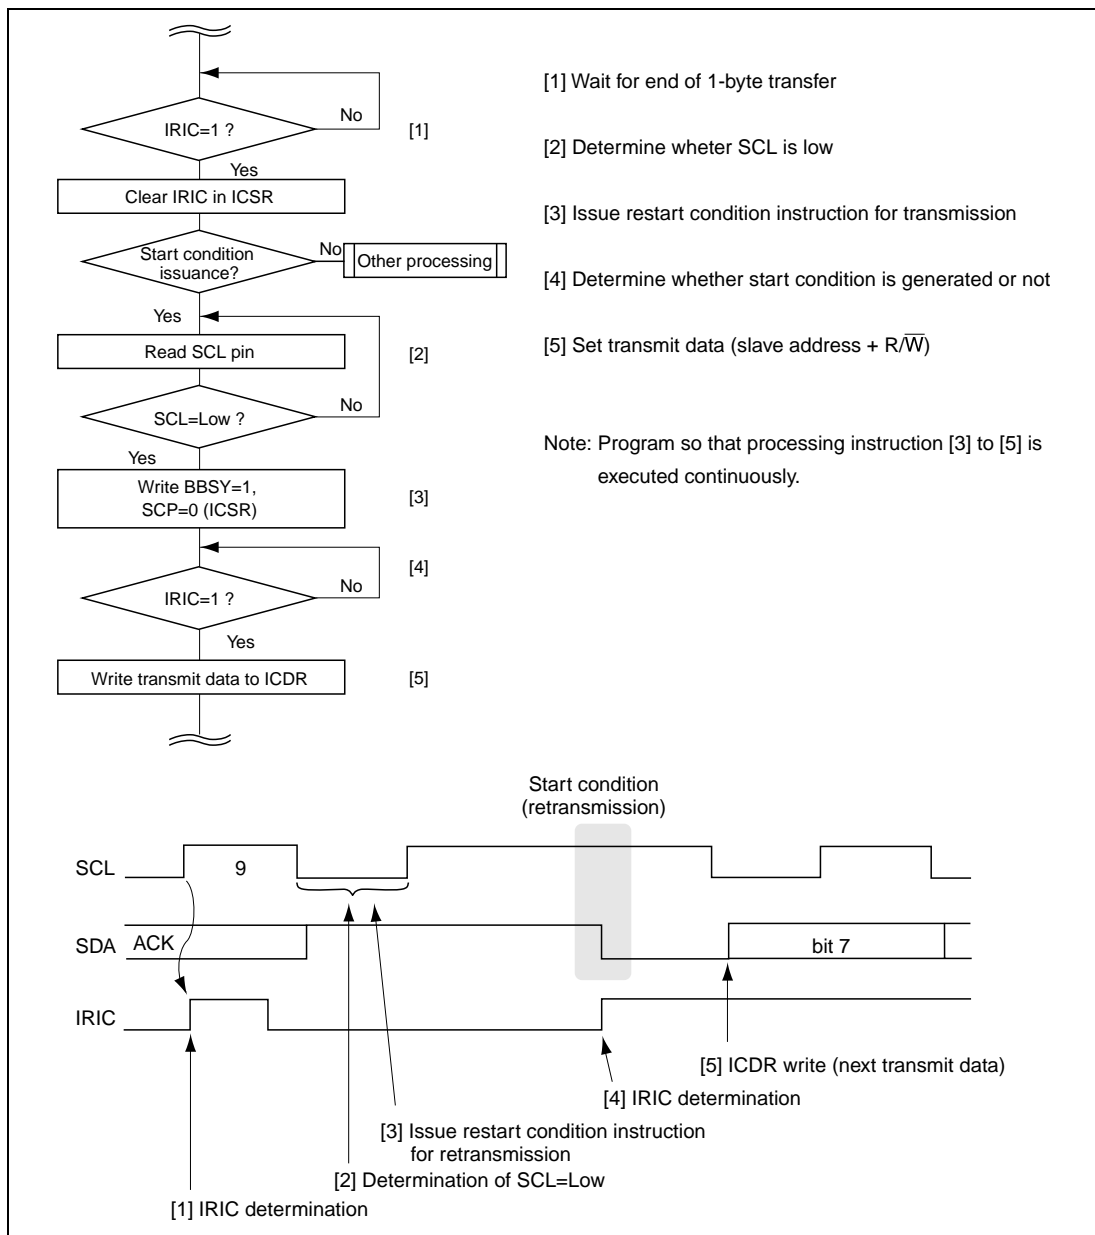 IRIC=1 ?
No
[1]
Yes
Clear IRIC in ICSR
Start condition
issuance?
No
Other processing
Yes
Read SCL pin
[2]
SCL=Low ?
No
Yes
Write BBSY=1,
SCP=0 (ICSR)
[3]
[4]
IRIC=1 ?
No
Yes
Write transmit data to ICDR
[5]
[1] Wait for end of 1-byte transfer
[2] Determine wheter SCL is low
[3] Issue restart condition instruction for transmission
[4] Determine whether start condition is generated or not
[5] Set transmit data (slave address + R/W̅)
Note: Program so that processing instruction [3] to [5] is
executed continuously.
Start condition
(retransmission)
SCL
9
SDA
ACK
bit 7
IRIC
[5] ICDR write (next transmit data)
[4] IRIC determination
[3] Issue restart condition instruction
for retransmission
[2] Determination of SCL=Low
[1] IRIC determination